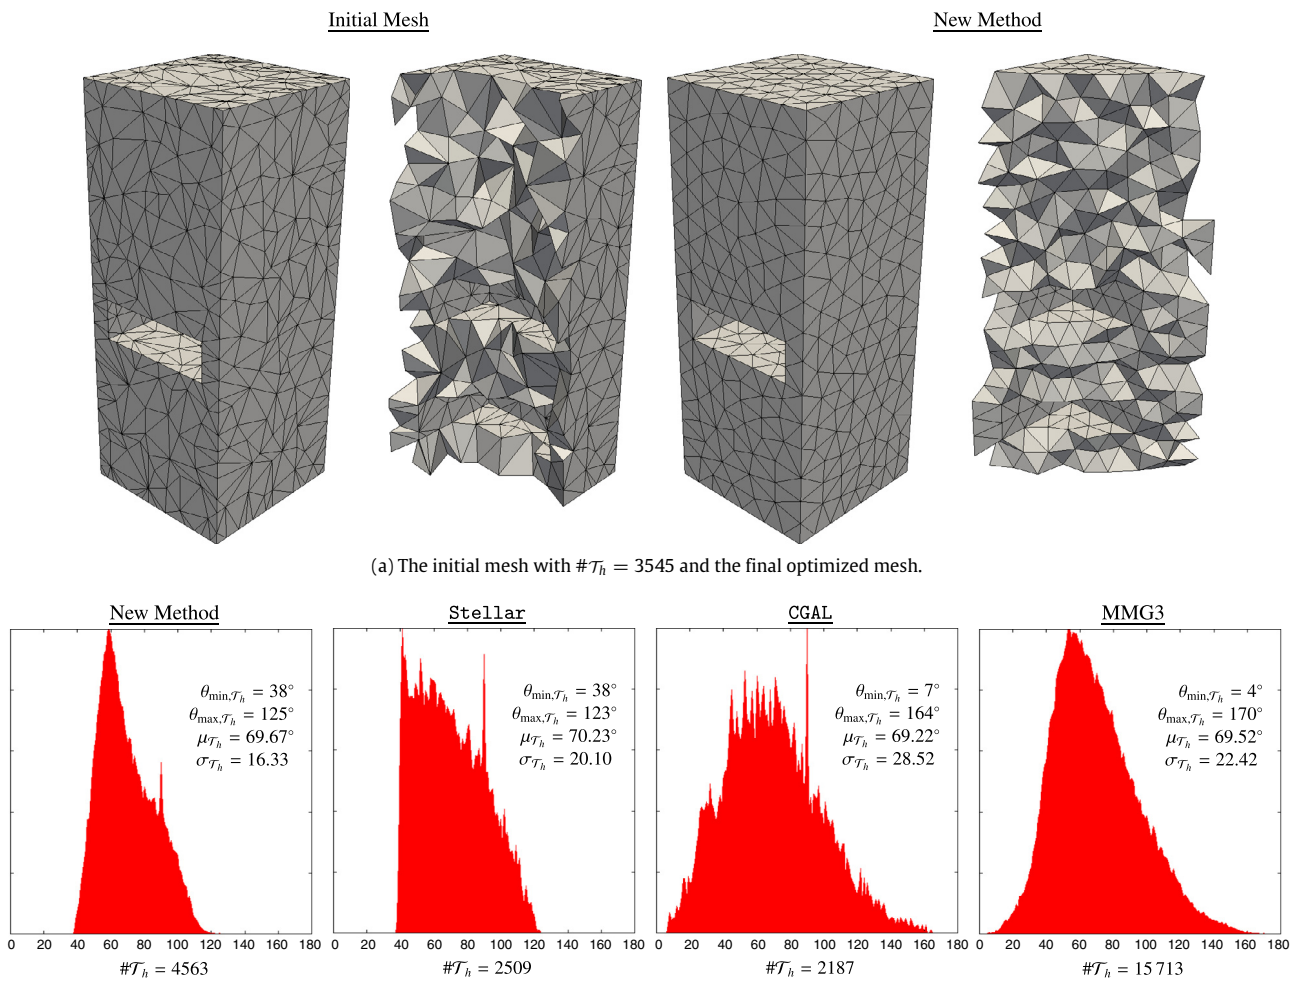 Initial Mesh
New Method
(a) The initial mesh with #𝒯ₕ = 3545 and the final optimized mesh.
New Method
Stellar
CGAL
MMG3
θmin,𝒯ₕ = 38°
θmax,𝒯ₕ = 125°
μ𝒯ₕ = 69.67°
σ𝒯ₕ = 16.33
0 20 40 60 80 100 120 140 160 180
#𝒯ₕ = 4563
θmin,𝒯ₕ = 38°
θmax,𝒯ₕ = 123°
μ𝒯ₕ = 70.23°
σ𝒯ₕ = 20.10
0 20 40 60 80 100 120 140 160 180
#𝒯ₕ = 2509
θmin,𝒯ₕ = 7°
θmax,𝒯ₕ = 164°
μ𝒯ₕ = 69.22°
σ𝒯ₕ = 28.52
0 20 40 60 80 100 120 140 160 180
#𝒯ₕ = 2187
θmin,𝒯ₕ = 4°
θmax,𝒯ₕ = 170°
μ𝒯ₕ = 69.52°
σ𝒯ₕ = 22.42
0 20 40 60 80 100 120 140 160 180
#𝒯ₕ = 15 713